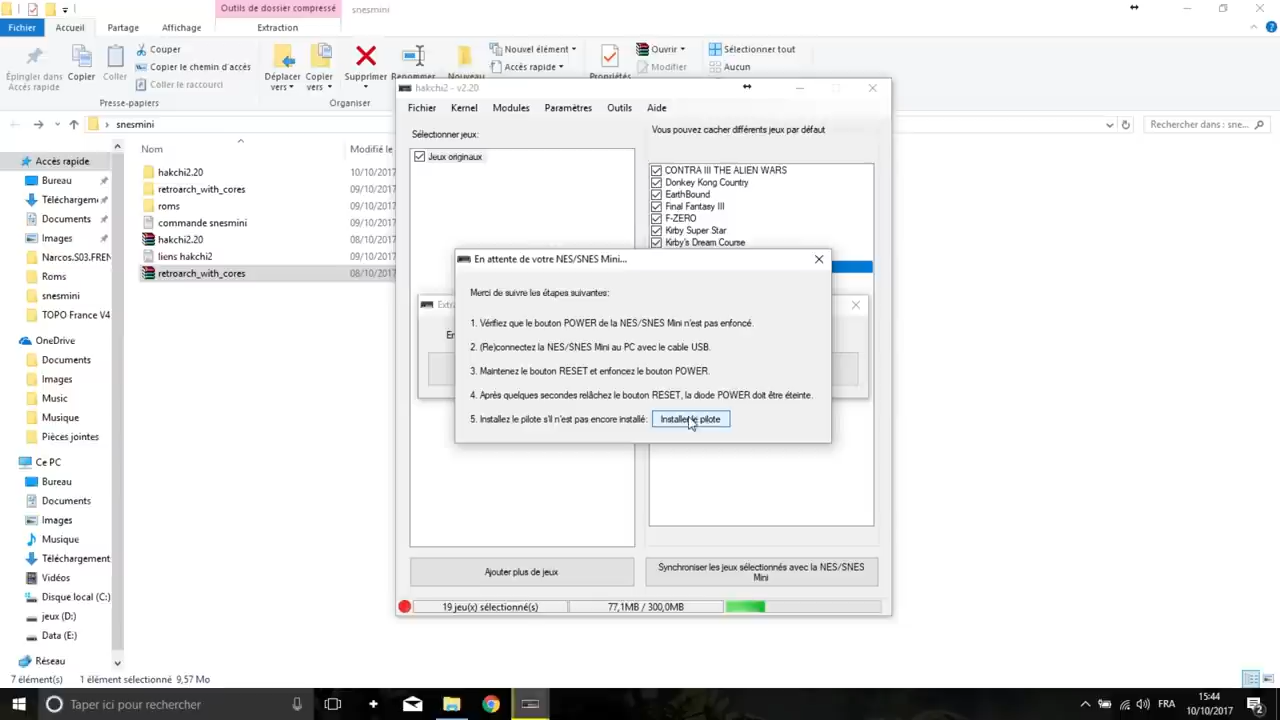 Outils de dossier compressé
snesmini
Fichier
Accueil
Partage
Affichage
Extraction
Épingler dans
Accès rapide
Copier
Coller
Couper
Copier le chemin d'accès
Coller le raccourci
Presse-papiers
Déplacer
vers
Copier
vers
Supprimer
Renommer
Organiser
Nouveau
Nouvel élément
Accès rapide
Propriétés
Ouvrir
Modifier
Sélectionner tout
Aucun
snesmini
Rechercher dans : sne...
Accès rapide
Bureau
Téléchargem
Documents
Images
Narcos.S03.FREN
Roms
snesmini
TOPO France V4
OneDrive
Documents
Images
Music
Musique
Pièces jointes
Ce PC
Bureau
Documents
Images
Musique
Téléchargement
Vidéos
Disque local (C:)
jeux (D:)
Data (E:)
Réseau
Nom
Modifié le
hakchi2.20
10/10/2017
retroarch_with_cores
09/10/2017
roms
09/10/2017
commande snesmini
09/10/2017
hakchi2.20
08/10/2017
liens hakchi2
09/10/2017
retroarch_with_cores
08/10/2017
hakchi2 - v2.20
Fichier
Kernel
Modules
Paramètres
Outils
Aide
Sélectionner jeux:
Jeux originaux
Vous pouvez cacher différents jeux par défaut
CONTRA III THE ALIEN WARS
Donkey Kong Country
EarthBound
Final Fantasy III
F-ZERO
Kirby Super Star
Kirby's Dream Course
En attente de votre NES/SNES Mini...
Merci de suivre les étapes suivantes:
1. Vérifiez que le bouton POWER de la NES/SNES Mini n'est pas enfoncé.
2. (Re)connectez la NES/SNES Mini au PC avec le cable USB.
3. Maintenez le bouton RESET et enfoncez le bouton POWER.
4. Après quelques secondes relâchez le bouton RESET, la diode POWER doit être éteinte.
5. Installez le pilote s'il n'est pas encore installé:
Installer le pilote
Ajouter plus de jeux
Synchroniser les jeux sélectionnés avec la NES/SNES
Mini
19 jeu(x) sélectionné(s)
77,1MB / 300,0MB
7 élément(s)
1 élément sélectionné 9,57 Mo
Taper ici pour rechercher
FRA
15:44
10/10/2017
2